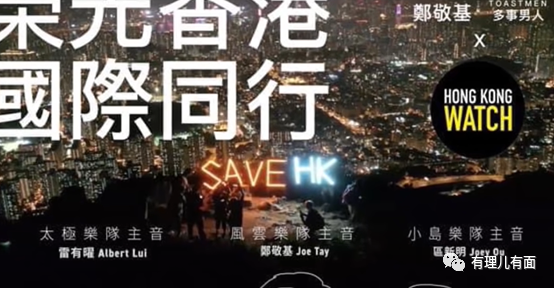 榮光香港
國際同行
鄭敬基
TOASTMEN
多事男人
X
HONG KONG
WATCH
SAVE HK
太極樂隊主音
雷有曜 Albert Lui
風雲樂隊主音
鄭敬基 Joe Tay
小島樂隊主音
區新明 Joey Ou
有理儿有面